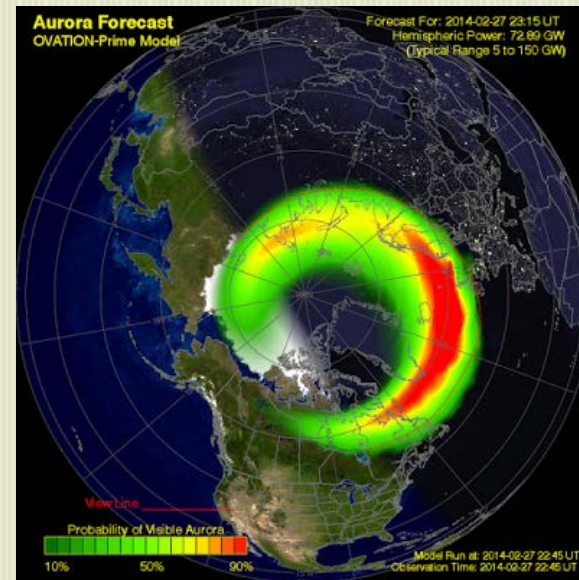 Aurora Forecast
OVATION-Prime Model
Forecast For: 2014-02-27 23:15 UT
Hemispheric Power: 72.89 GW
(Typical Range 5 to 150 GW)
View Line
Probability of Visible Aurora
10% 50% 90%
Model Run at: 2014-02-27 22:45 UT
Observation Time: 2014-02-27 22:45 UT